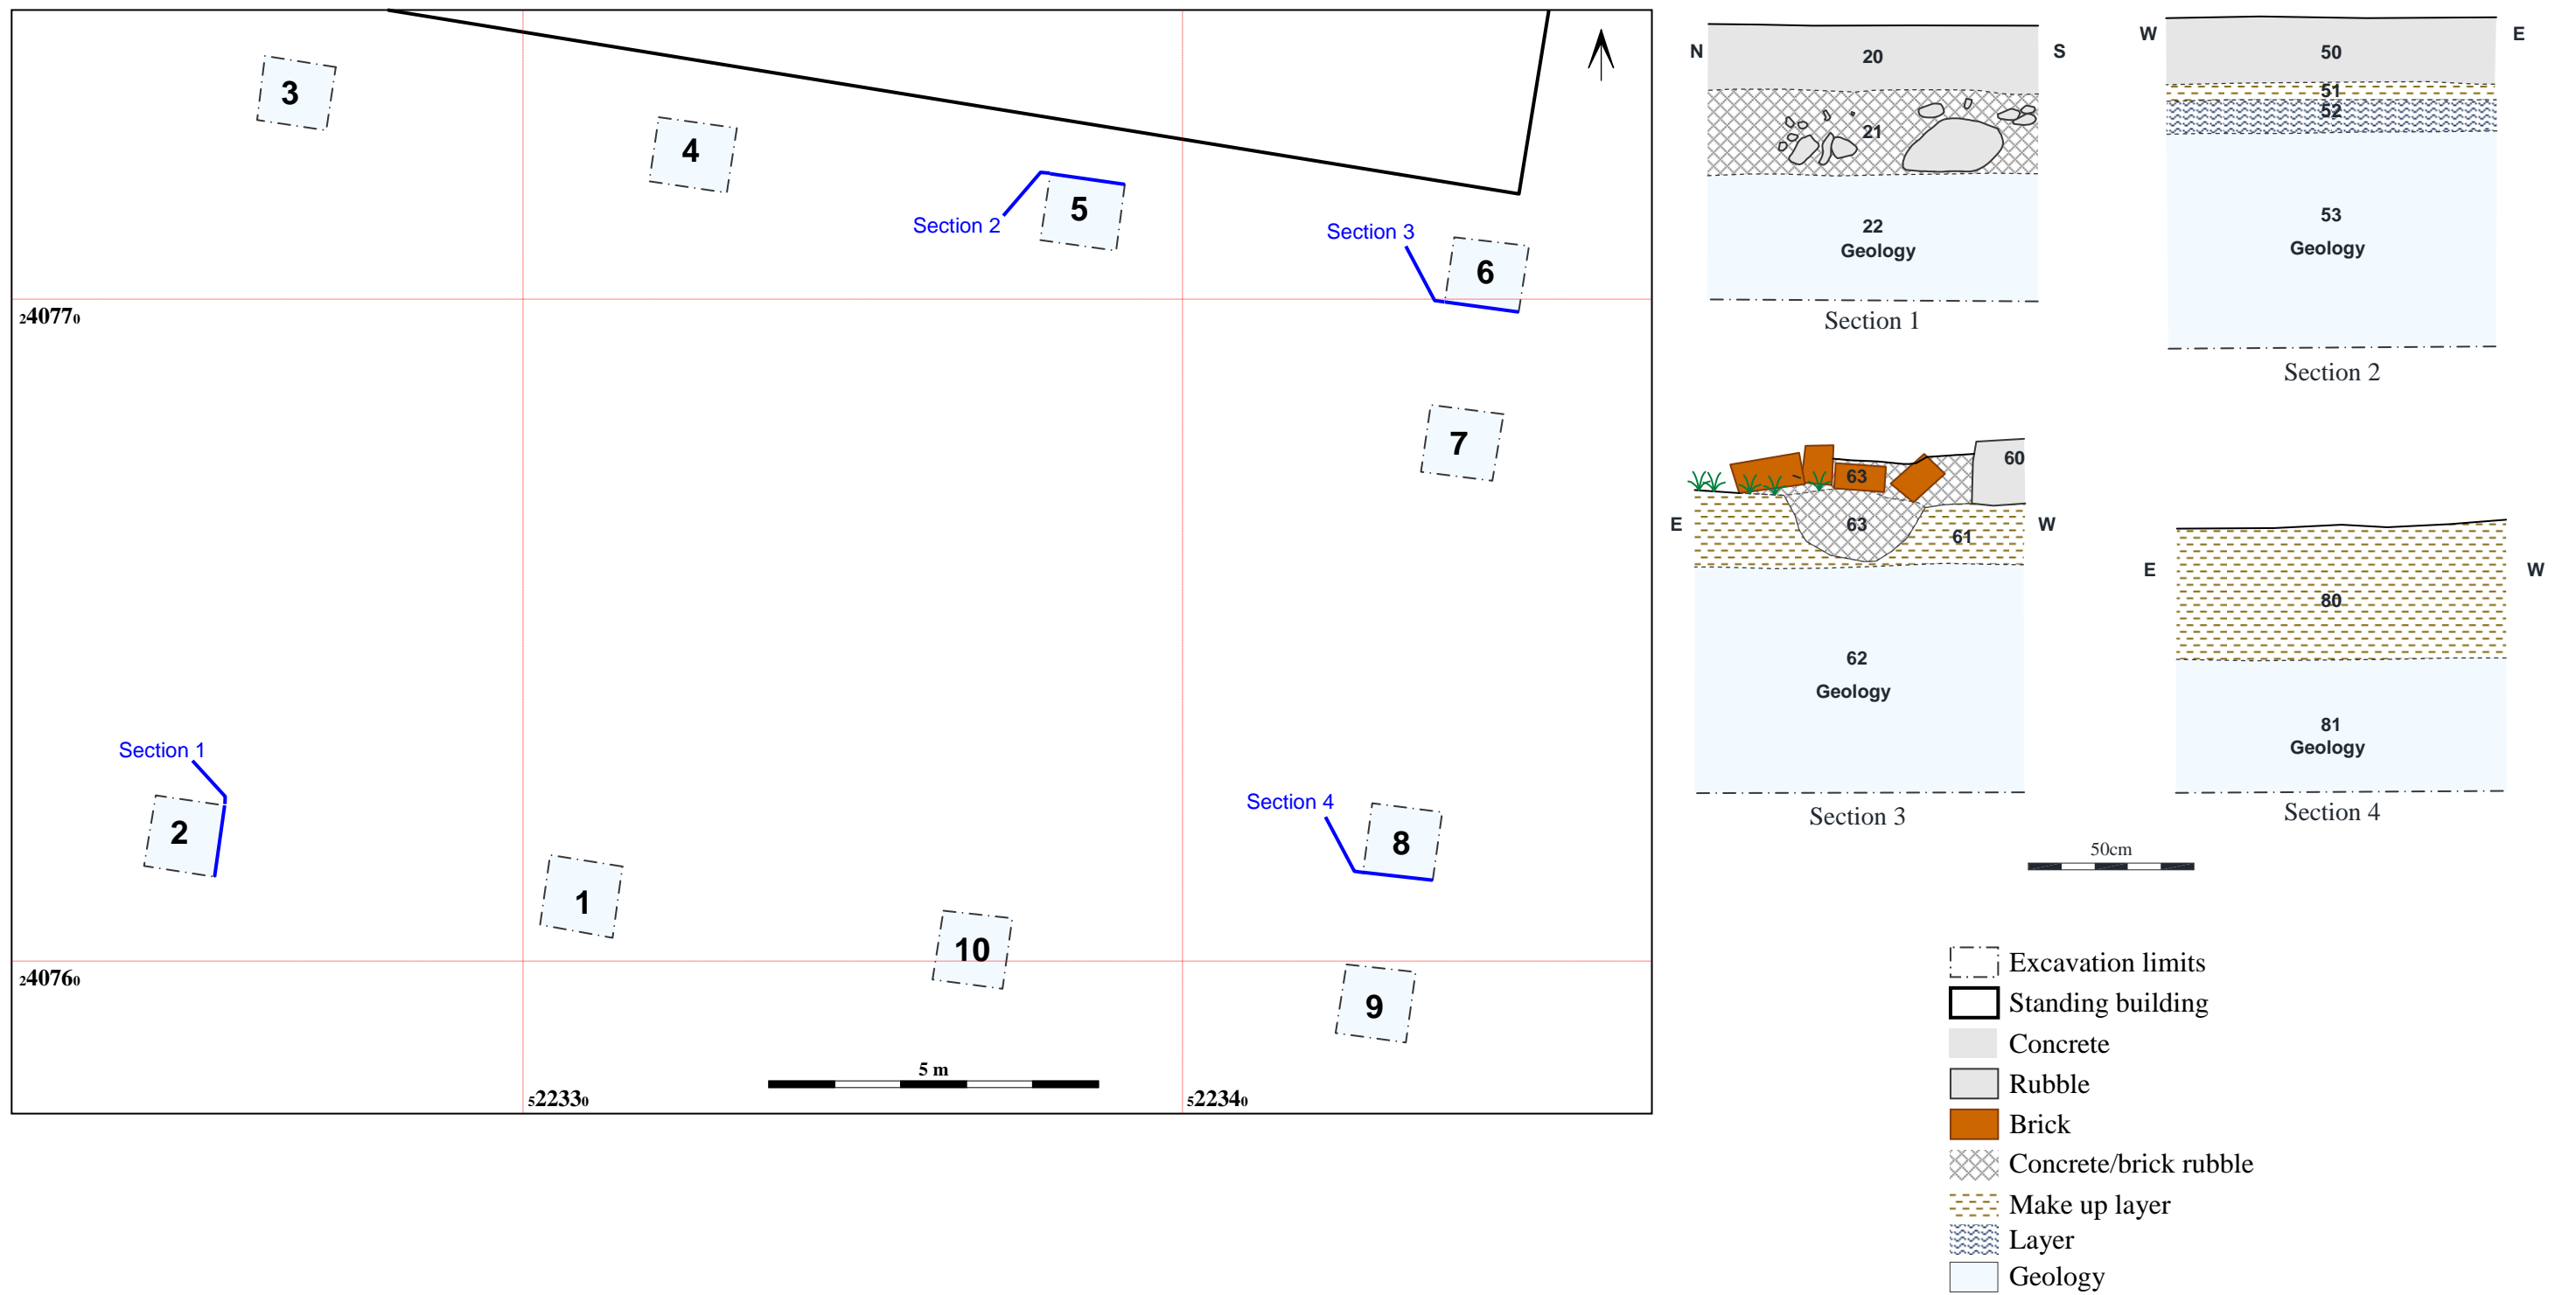 3
4
5
Section 2
Section 3
6
240770
7
Section 1
2
Section 4
8
1
10
240760
9
5 m
522330
522340
N
S
20
21
22
Geology
Section 1
W
E
50
51
52
53
Geology
Section 2
60
63
E
63
61
W
62
Geology
Section 3
E
W
80
81
Geology
Section 4
50cm
Excavation limits
Standing building
Concrete
Rubble
Brick
Concrete/brick rubble
Make up layer
Layer
Geology